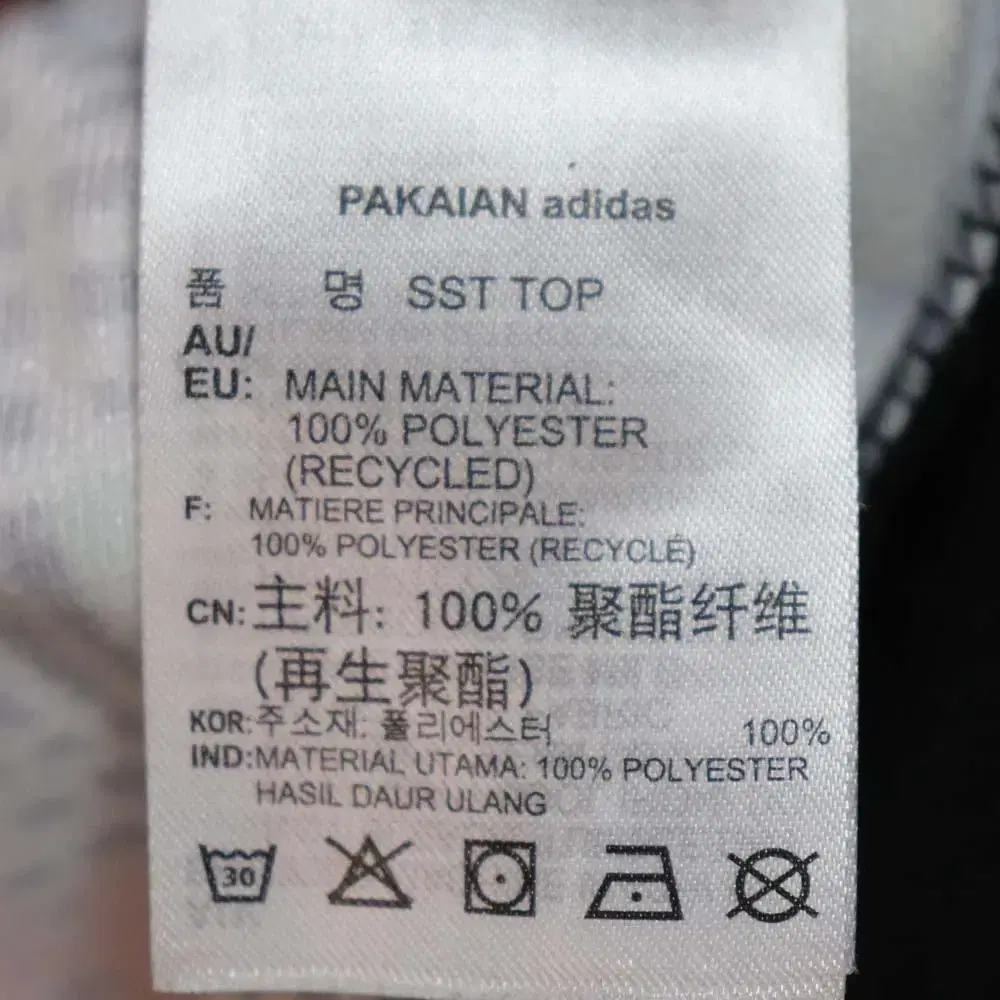 PAKAIAN adidas
품 명 SST TOP
AU/
EU: MAIN MATERIAL:
100% POLYESTER
(RECYCLED)
F: MATIERE PRINCIPALE:
100% POLYESTER (RECYCLÉ)
CN: 主料: 100% 聚酯纤维
(再生聚酯)
KOR: 주소재: 폴리에스터 100%
IND: MATERIAL UTAMA: 100% POLYESTER
HASIL DAUR ULANG
30